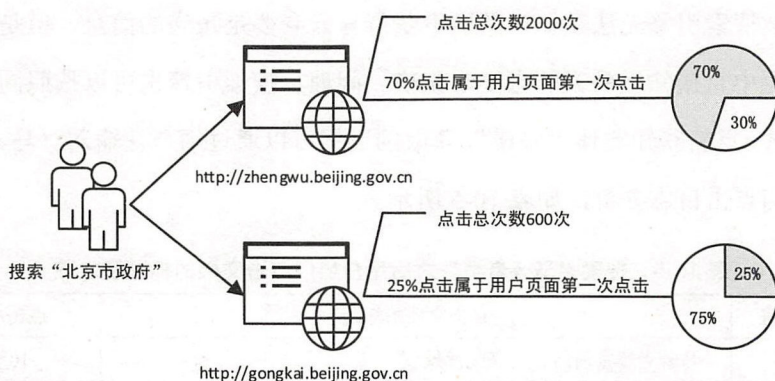 点击总次数2000次
70%点击属于用户页面第一次点击
70%
30%
http://zhengwu.beijing.gov.cn
搜索“北京市政府”
点击总次数600次
25%点击属于用户页面第一次点击
25%
75%
http://gongkai.beijing.gov.cn